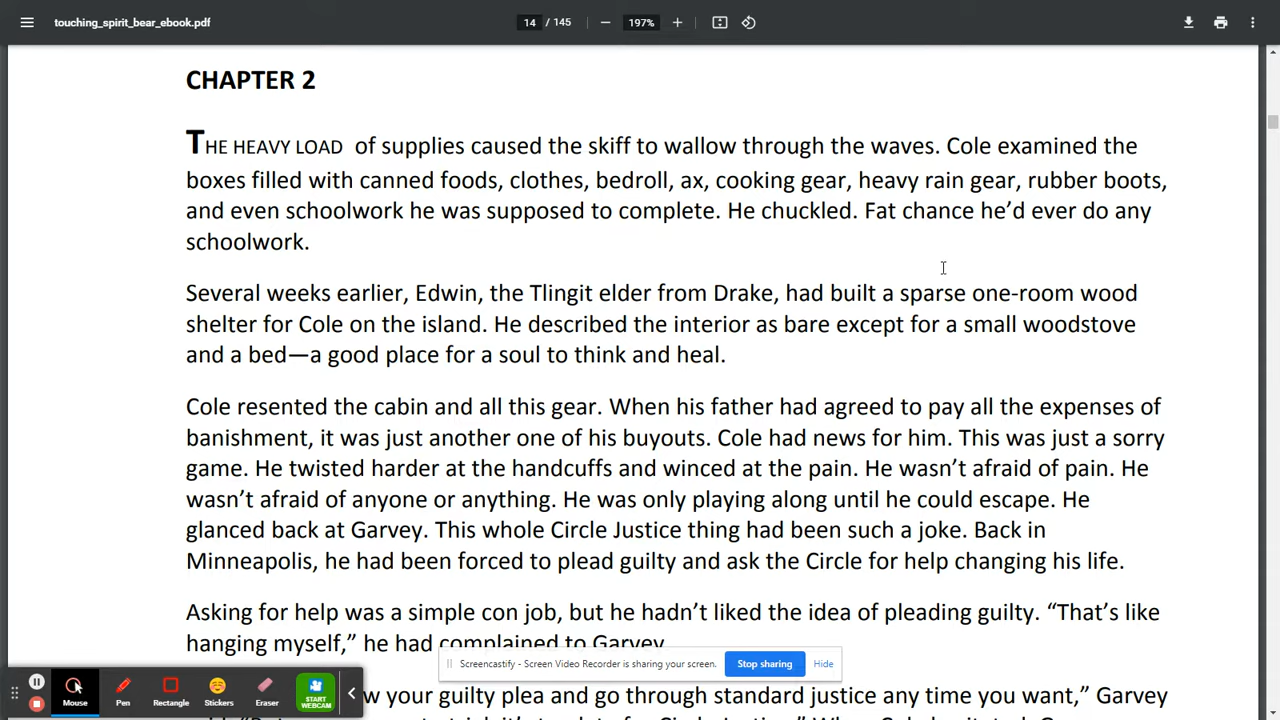 touching_spirit_bear_ebook.pdf
14 / 145
197%
CHAPTER 2
THE HEAVY LOAD of supplies caused the skiff to wallow through the waves. Cole examined the
boxes filled with canned foods, clothes, bedroll, ax, cooking gear, heavy rain gear, rubber boots,
and even schoolwork he was supposed to complete. He chuckled. Fat chance he’d ever do any
schoolwork.
Several weeks earlier, Edwin, the Tlingit elder from Drake, had built a sparse one-room wood
shelter for Cole on the island. He described the interior as bare except for a small woodstove
and a bed—a good place for a soul to think and heal.
Cole resented the cabin and all this gear. When his father had agreed to pay all the expenses of
banishment, it was just another one of his buyouts. Cole had news for him. This was just a sorry
game. He twisted harder at the handcuffs and winced at the pain. He wasn’t afraid of pain. He
wasn’t afraid of anyone or anything. He was only playing along until he could escape. He
glanced back at Garvey. This whole Circle Justice thing had been such a joke. Back in
Minneapolis, he had been forced to plead guilty and ask the Circle for help changing his life.
Asking for help was a simple con job, but he hadn’t liked the idea of pleading guilty. “That’s like
hanging myself,” he had complained to Garvey.
Screencastify - Screen Video Recorder is sharing your screen.
Stop sharing
Hide
your guilty plea and go through standard justice any time you want,” Garvey
Mouse
Pen
Rectangle
Stickers
Eraser
START
WEBCAM